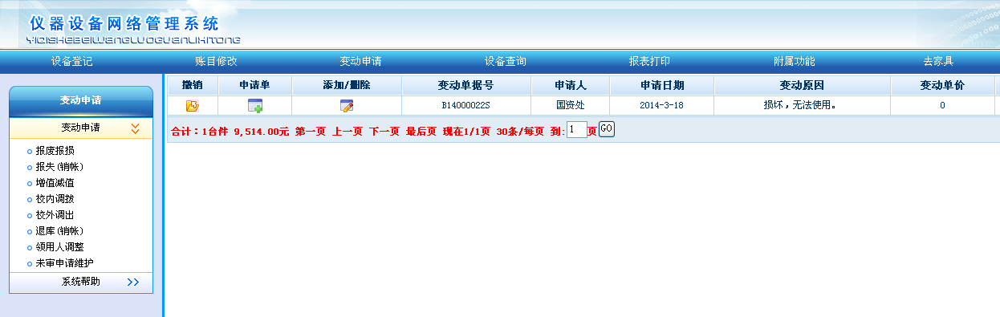 仪器设备网络管理系统
YIQISHEBEIWANGLUOGUANLIXITONG
设备登记 账目修改 变动申请 设备查询 报表打印 附属功能 去家具
变动申请
变动申请
报废报损
报失(销帐)
增值减值
校内调拨
校外调出
退库(销帐)
领用人调整
未审申请维护
系统帮助
撤销 申请单 添加/删除 变动单据号 申请人 申请日期 变动原因 变动单价
B14000022S 国资处 2014-3-18 损坏，无法使用。 0
合计：1台件 9,514.00元 第一页 上一页 下一页 最后页 现在1/1页 30条/每页 到: 1 页 GO